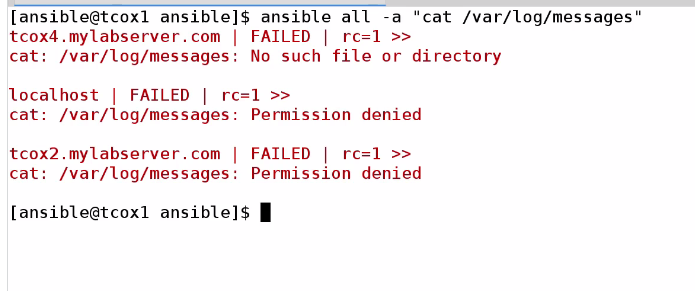 [ansible@tcox1 ansible]$ ansible all -a "cat /var/log/messages"
tcox4.mylabserver.com | FAILED | rc=1 >>
cat: /var/log/messages: No such file or directory
localhost | FAILED | rc=1 >>
cat: /var/log/messages: Permission denied
tcox2.mylabserver.com | FAILED | rc=1 >>
cat: /var/log/messages: Permission denied
[ansible@tcox1 ansible]$